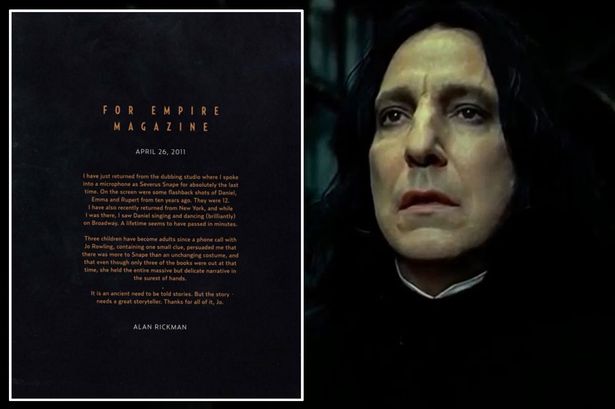 FOR EMPIRE
MAGAZINE
APRIL 26, 2011
I have just returned from the dubbing studio where I spoke
into a microphone as Severus Snape for absolutely the last
time. On the screen were some flashback shots of Daniel,
Emma and Rupert from ten years ago. They were 12.
I have also recently returned from New York, and while
I was there, I saw Daniel singing and dancing (brilliantly)
on Broadway. A lifetime seems to have passed in minutes.
Three children have become adults since a phone call with
Jo Rowling, containing one small clue, persuaded me that
there was more to Snape than an unchanging costume, and
that even though only three of the books were out at that
time, she held the entire massive but delicate narrative in
the surest of hands.
It is an ancient need to be told stories. But the story
needs a great storyteller. Thanks for all of it, Jo.
ALAN RICKMAN